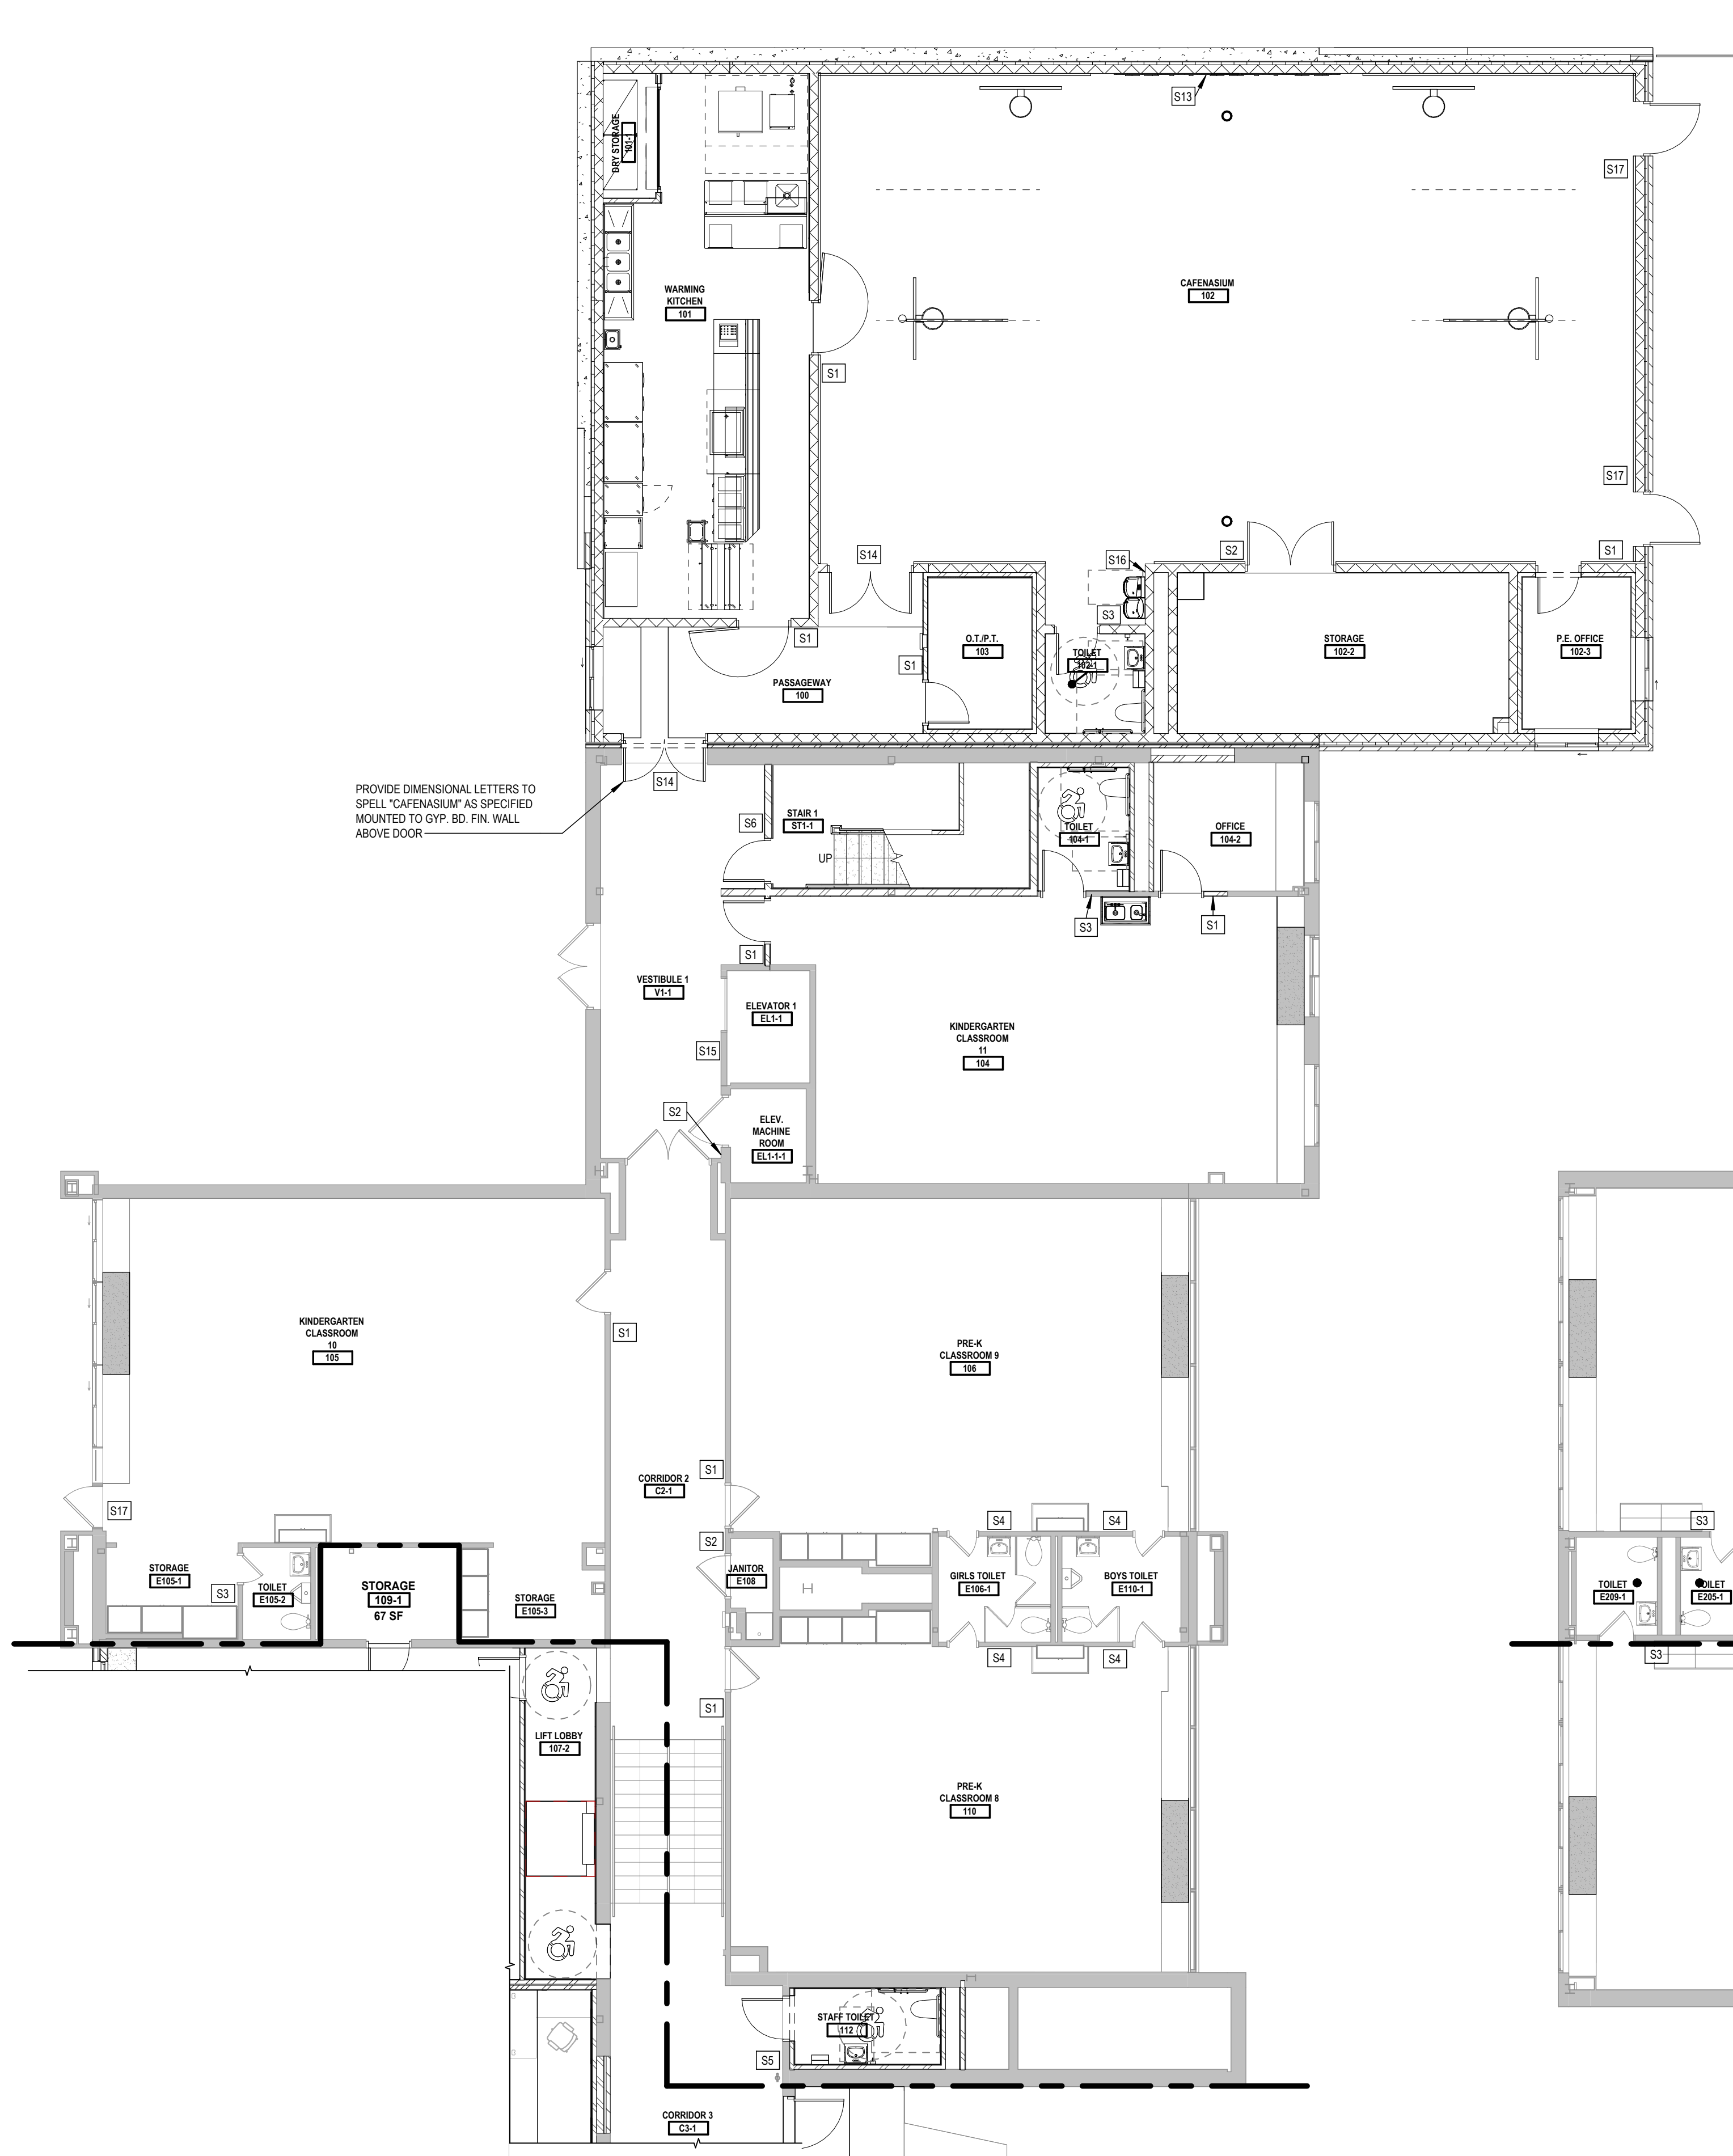 S13
DRY STORAGE
101-1
S17
CAFENASIUM
102
WARMING
KITCHEN
101
S1
S17
S14
S2
S1
S16
S3
S1
O.T./P.T.
103
S1
TOILET
102-1
STORAGE
102-2
P.E. OFFICE
102-3
PASSAGEWAY
100
S14
PROVIDE DIMENSIONAL LETTERS TO
SPELL "CAFENASIUM" AS SPECIFIED
MOUNTED TO GYP. BD. FIN. WALL
ABOVE DOOR
S6
STAIR 1
ST1-1
UP
TOILET
104-1
OFFICE
104-2
S3
S1
S1
VESTIBULE 1
V1-1
ELEVATOR 1
EL1-1
S15
KINDERGARTEN
CLASSROOM
11
104
S2
ELEV.
MACHINE
ROOM
EL1-1-1
KINDERGARTEN
CLASSROOM
10
105
S1
PRE-K
CLASSROOM 9
106
S1
CORRIDOR 2
C2-1
S17
S4
S4
S3
S2
STORAGE
E105-1
S3
TOILET
E105-2
STORAGE
109-1
67 SF
STORAGE
E105-3
JANITOR
E108
GIRLS TOILET
E106-1
BOYS TOILET
E110-1
TOILET
E209-1
TOILET
E205-1
S4
S4
S3
S1
LIFT LOBBY
107-2
PRE-K
CLASSROOM 8
110
STAFF TOILET
112
S5
CORRIDOR 3
C3-1